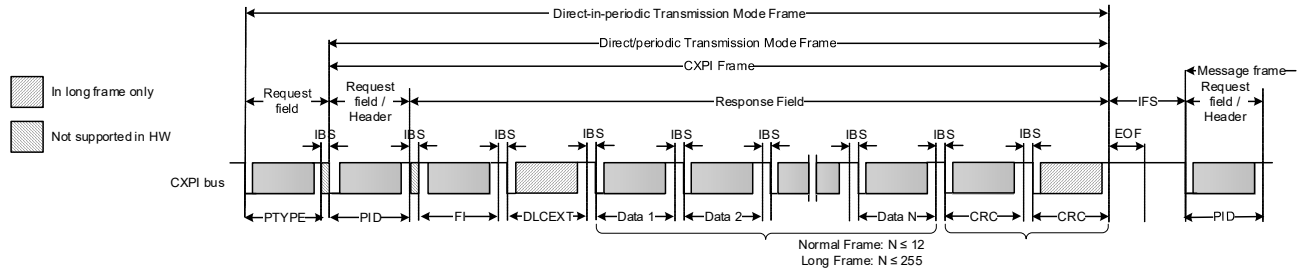 Direct-in-periodic Transmission Mode Frame
Direct/periodic Transmission Mode Frame
CXPI Frame
Message frame
In long frame only
Not supported in HW
Request
field
Request
field /
Header
Response Field
IFS
Request
field /
Header
IBS
IBS
IBS
IBS
IBS
IBS
IBS
IBS
IBS
EOF
CXPI bus
PTYPE
PID
FI
DLCEXT
Data 1
Data 2
Data N
CRC
CRC
PID
Normal Frame: N ≤ 12
Long Frame: N ≤ 255